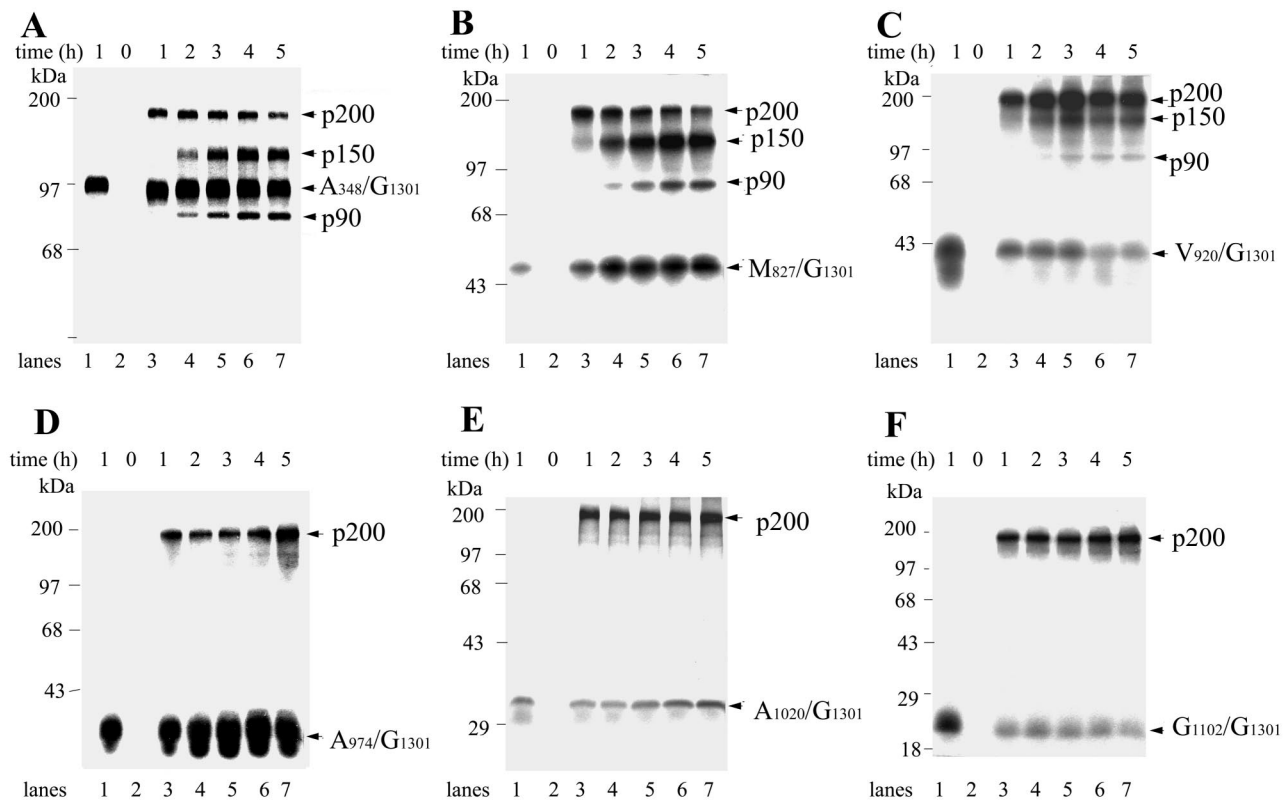 A
time (h) 1 0 1 2 3 4 5
kDa
200
97
68
p200
p150
A348/G1301
p90
lanes 1 2 3 4 5 6 7
B
time (h) 1 0 1 2 3 4 5
kDa
200
97
68
43
p200
p150
p90
M827/G1301
lanes 1 2 3 4 5 6 7
C
time (h) 1 0 1 2 3 4 5
kDa
200
97
68
43
p200
p150
p90
V920/G1301
lanes 1 2 3 4 5 6 7
D
time (h) 1 0 1 2 3 4 5
kDa
200
97
68
43
p200
A974/G1301
lanes 1 2 3 4 5 6 7
E
time (h) 1 0 1 2 3 4 5
kDa
200
97
68
43
29
p200
A1020/G1301
lanes 1 2 3 4 5 6 7
F
time (h) 1 0 1 2 3 4 5
kDa
200
97
68
43
29
18
p200
G1102/G1301
lanes 1 2 3 4 5 6 7